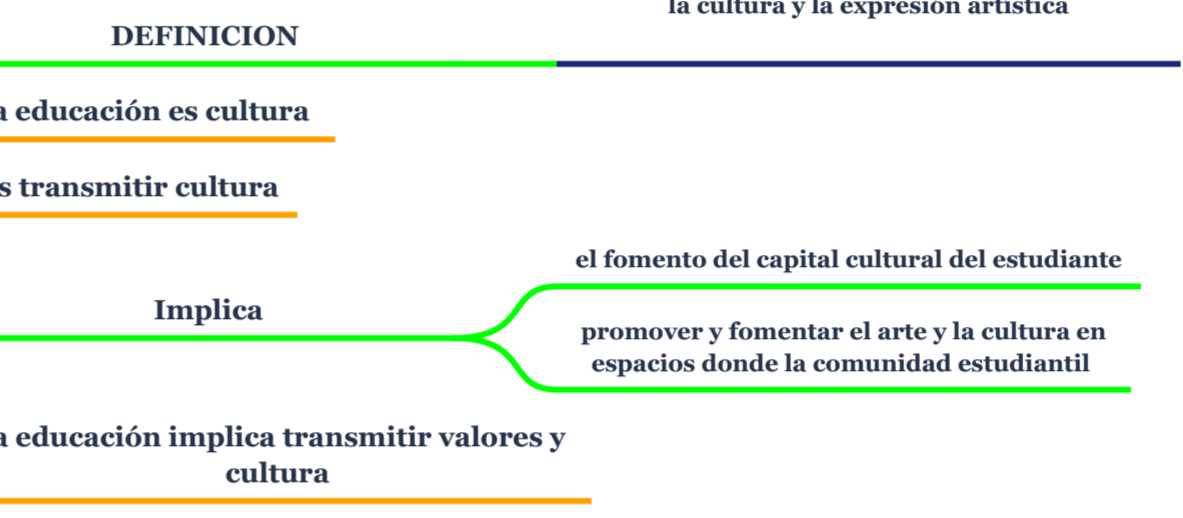 la cultura y la expresión artística
DEFINICION
a educación es cultura
s transmitir cultura
el fomento del capital cultural del estudiante
Implica
promover y fomentar el arte y la cultura en
espacios donde la comunidad estudiantil
a educación implica transmitir valores y
cultura